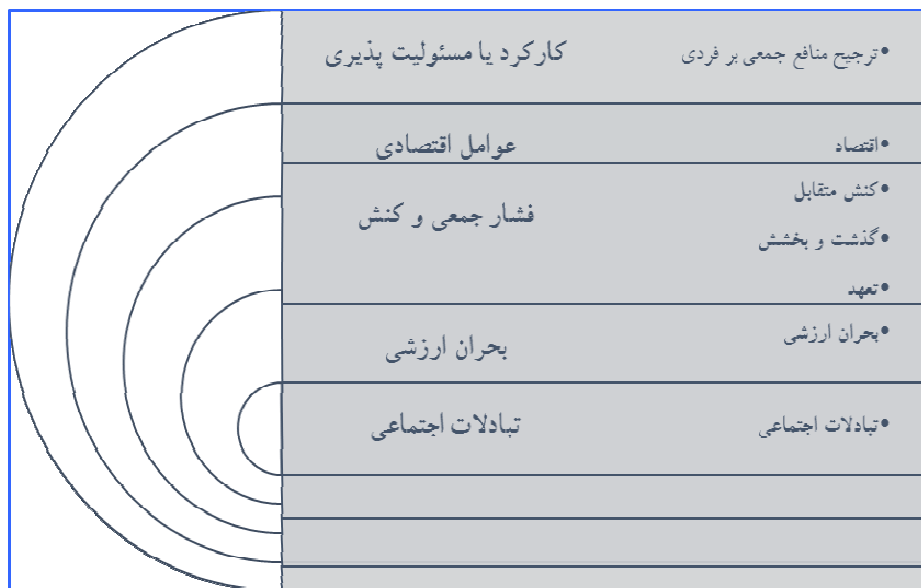 کارکرد یا مسئولیت پذیری
•ترجیح منافع جمعی بر فردی
عوامل اقتصادی
•اقتصاد
فشار جمعی و کنش
•کنش متقابل
•گذشت و بخشش
•تعهد
بحران ارزشی
•بحران ارزشی
تبادلات اجتماعی
•تبادلات اجتماعی